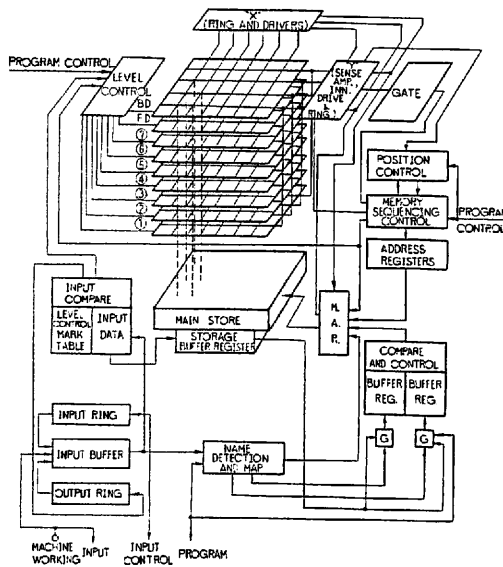 "X"
(RING AND DRIVERS)
PROGRAM CONTROL
LEVEL
CONTROL
BD
FD
⑦
⑥
⑤
④
③
②
①
"Y"
(SENSE
AMP.
INN.
DRIVE
&
RING)
GATE
POSITION
CONTROL
MEMORY
SEQUENCING
CONTROL
PROGRAM
CONTROL
ADDRESS
REGISTERS
INPUT
COMPARE
LEVEL
CONTROL
MARK
TABLE
INPUT
DATA
MAIN STORE
STORAGE
BUFFER REGISTER
M.
A.
R.
COMPARE
AND CONTROL
BUFFER
REG.
BUFFER
REG
G
G
INPUT RING
INPUT BUFFER
OUTPUT RING
NAME
DETECTION
AND MAP
MACHINE
WORKING
INPUT
INPUT
CONTROL
PROGRAM